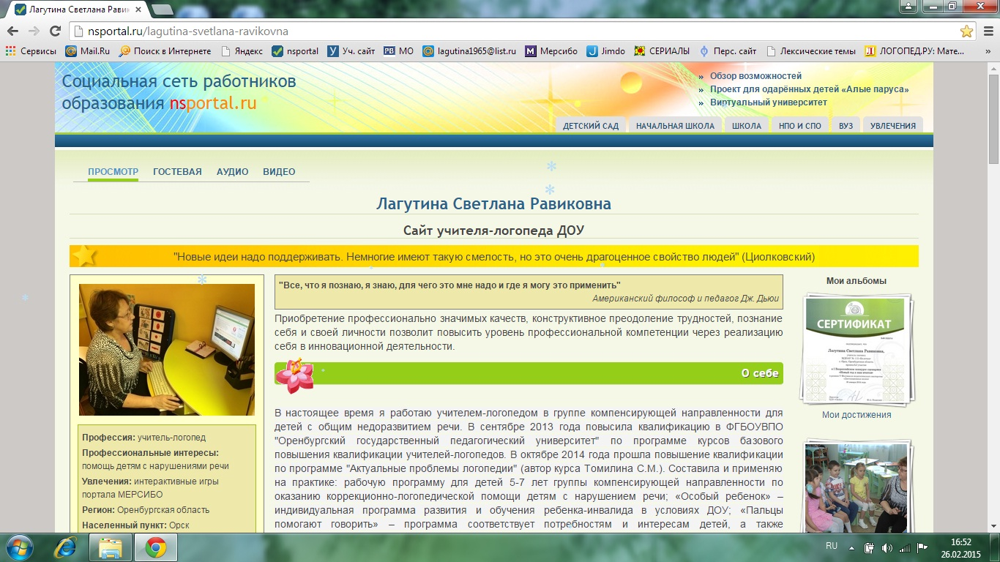 Лагутина Светлана Рави
nsportal.ru/lagutina-svetlana-ravikovna
Сервисы Mail.Ru Поиск в Интернете Яндекс nsportal Уч. сайт МО lagutina1965@list.ru Мерсибо Jimdo СЕРИАЛЫ Перс. сайт Лексические темы ЛОГОПЕД.РУ: Мате... »
Социальная сеть работников
образования nsportal.ru
» Обзор возможностей
» Проект для одарённых детей «Алые паруса»
» Виртуальный университет
ДЕТСКИЙ САД НАЧАЛЬНАЯ ШКОЛА ШКОЛА НПО И СПО ВУЗ УВЛЕЧЕНИЯ
ПРОСМОТР ГОСТЕВАЯ АУДИО ВИДЕО
Лагутина Светлана Равиковна
Сайт учителя-логопеда ДОУ
"Новые идеи надо поддерживать. Немногие имеют такую смелость, но это очень драгоценное свойство людей" (Циолковский)
Профессия: учитель-логопед
Профессиональные интересы:
помощь детям с нарушениями речи
Увлечения: интерактивные игры
портала МЕРСИБО
Регион: Оренбургская область
Населенный пункт: Орск
"Все, что я познаю, я знаю, для чего это мне надо и где я могу это применить"
Американский философ и педагог Дж. Дьюи
Приобретение профессионально значимых качеств, конструктивное преодоление трудностей, познание
себя и своей личности позволит повысить уровень профессиональной компетенции через реализацию
себя в инновационной деятельности.
О себе
В настоящее время я работаю учителем-логопедом в группе компенсирующей направленности для
детей с общим недоразвитием речи. В сентябре 2013 года повысила квалификацию в ФГБОУВПО
"Оренбургский государственный педагогический университет" по программе курсов базового
повышения квалификации учителей-логопедов. В октябре 2014 года прошла повышение квалификации
по программе "Актуальные проблемы логопедии" (автор курса Томилина С.М.). Составила и применяю
на практике: рабочую программу для детей 5-7 лет группы компенсирующей направленности по
оказанию коррекционно-логопедической помощи детям с нарушением речи; «Особый ребенок» –
индивидуальная программа развития и обучения ребенка-инвалида в условиях ДОУ; «Пальцы
помогают говорить» – программа соответствует потребностям и интересам детей, а также
Мои альбомы
СЕРТИФИКАТ
Лагутина Светлана Равиковна,
Мои достижения
RU
16:52
26.02.2015